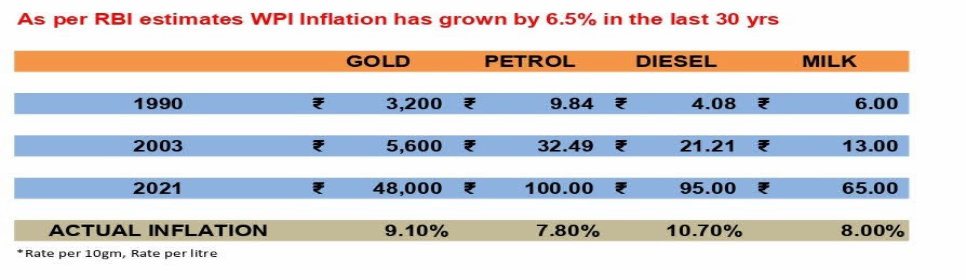 As per RBI estimates WPI Inflation has grown by 6.5% in the last 30 yrs
GOLD PETROL DIESEL MILK
1990 ₹ 3,200 ₹ 9.84 ₹ 4.08 ₹ 6.00
2003 ₹ 5,600 ₹ 32.49 ₹ 21.21 ₹ 13.00
2021 ₹ 48,000 ₹ 100.00 ₹ 95.00 ₹ 65.00
ACTUAL INFLATION 9.10% 7.80% 10.70% 8.00%
*Rate per 10gm, Rate per litre